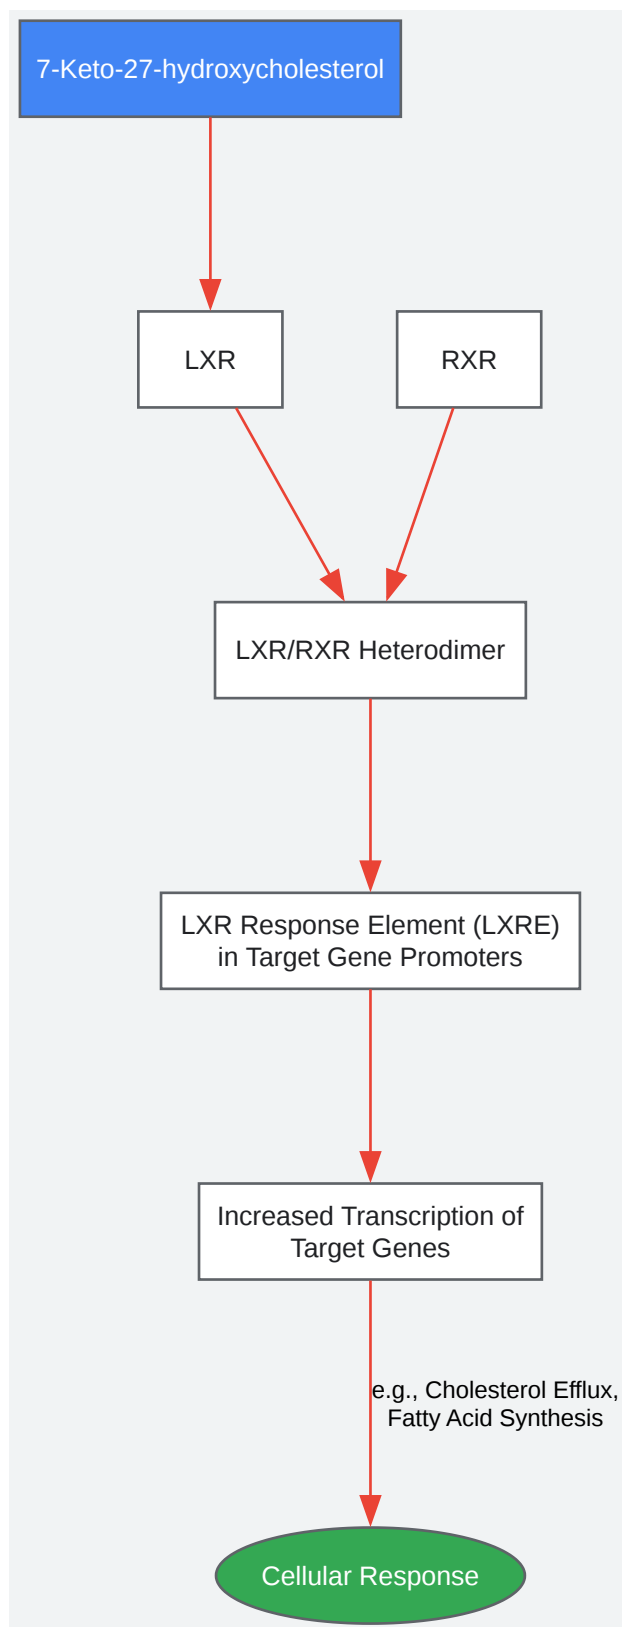 7-Keto-27-hydroxycholesterol
LXR
RXR
LXR/RXR Heterodimer
LXR Response Element (LXRE)
in Target Gene Promoters
Increased Transcription of
Target Genes
e.g., Cholesterol Efflux,
Fatty Acid Synthesis
Cellular Response